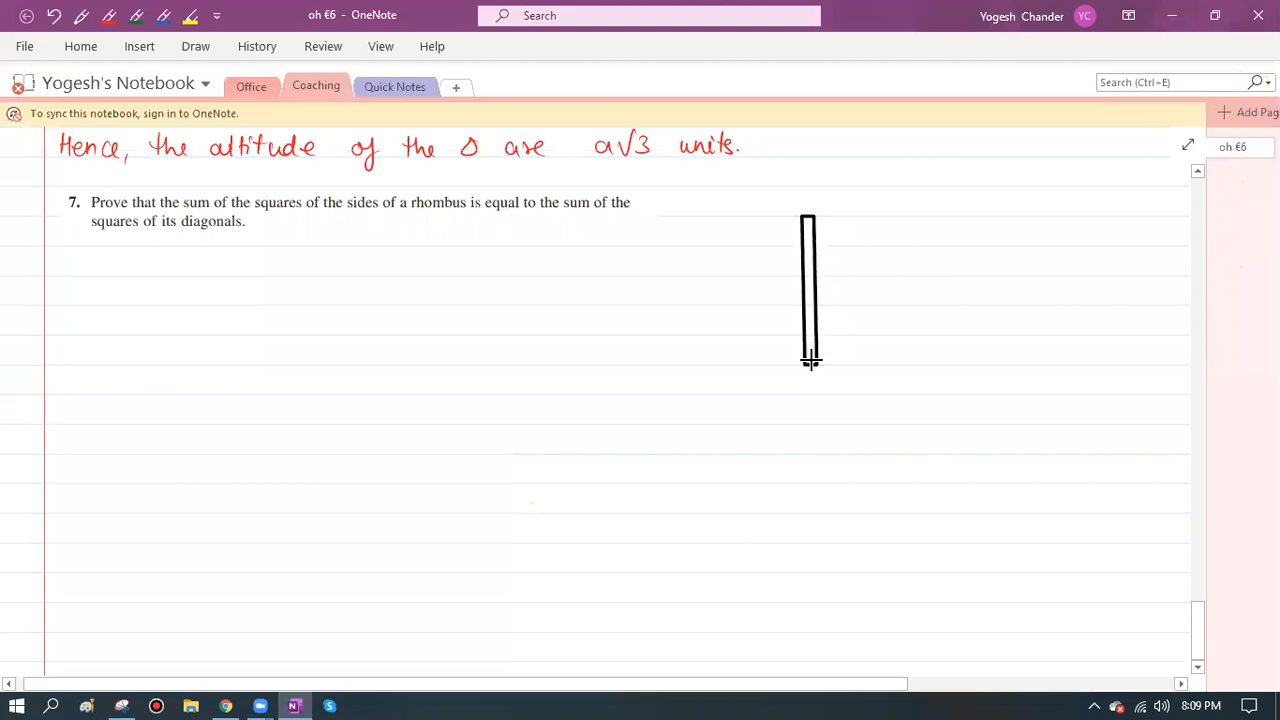 oh €6 - OneNote
Search
Yogesh Chander
YC
File Home Insert Draw History Review View Help
Yogesh's Notebook
Office
Coaching
Quick Notes
Search (Ctrl+E)
To sync this notebook, sign in to OneNote.
Add Pag
oh €6
Hence, the altitude of the Δ are a√3 units.
7. Prove that the sum of the squares of the sides of a rhombus is equal to the sum of the
squares of its diagonals.
8:09 PM